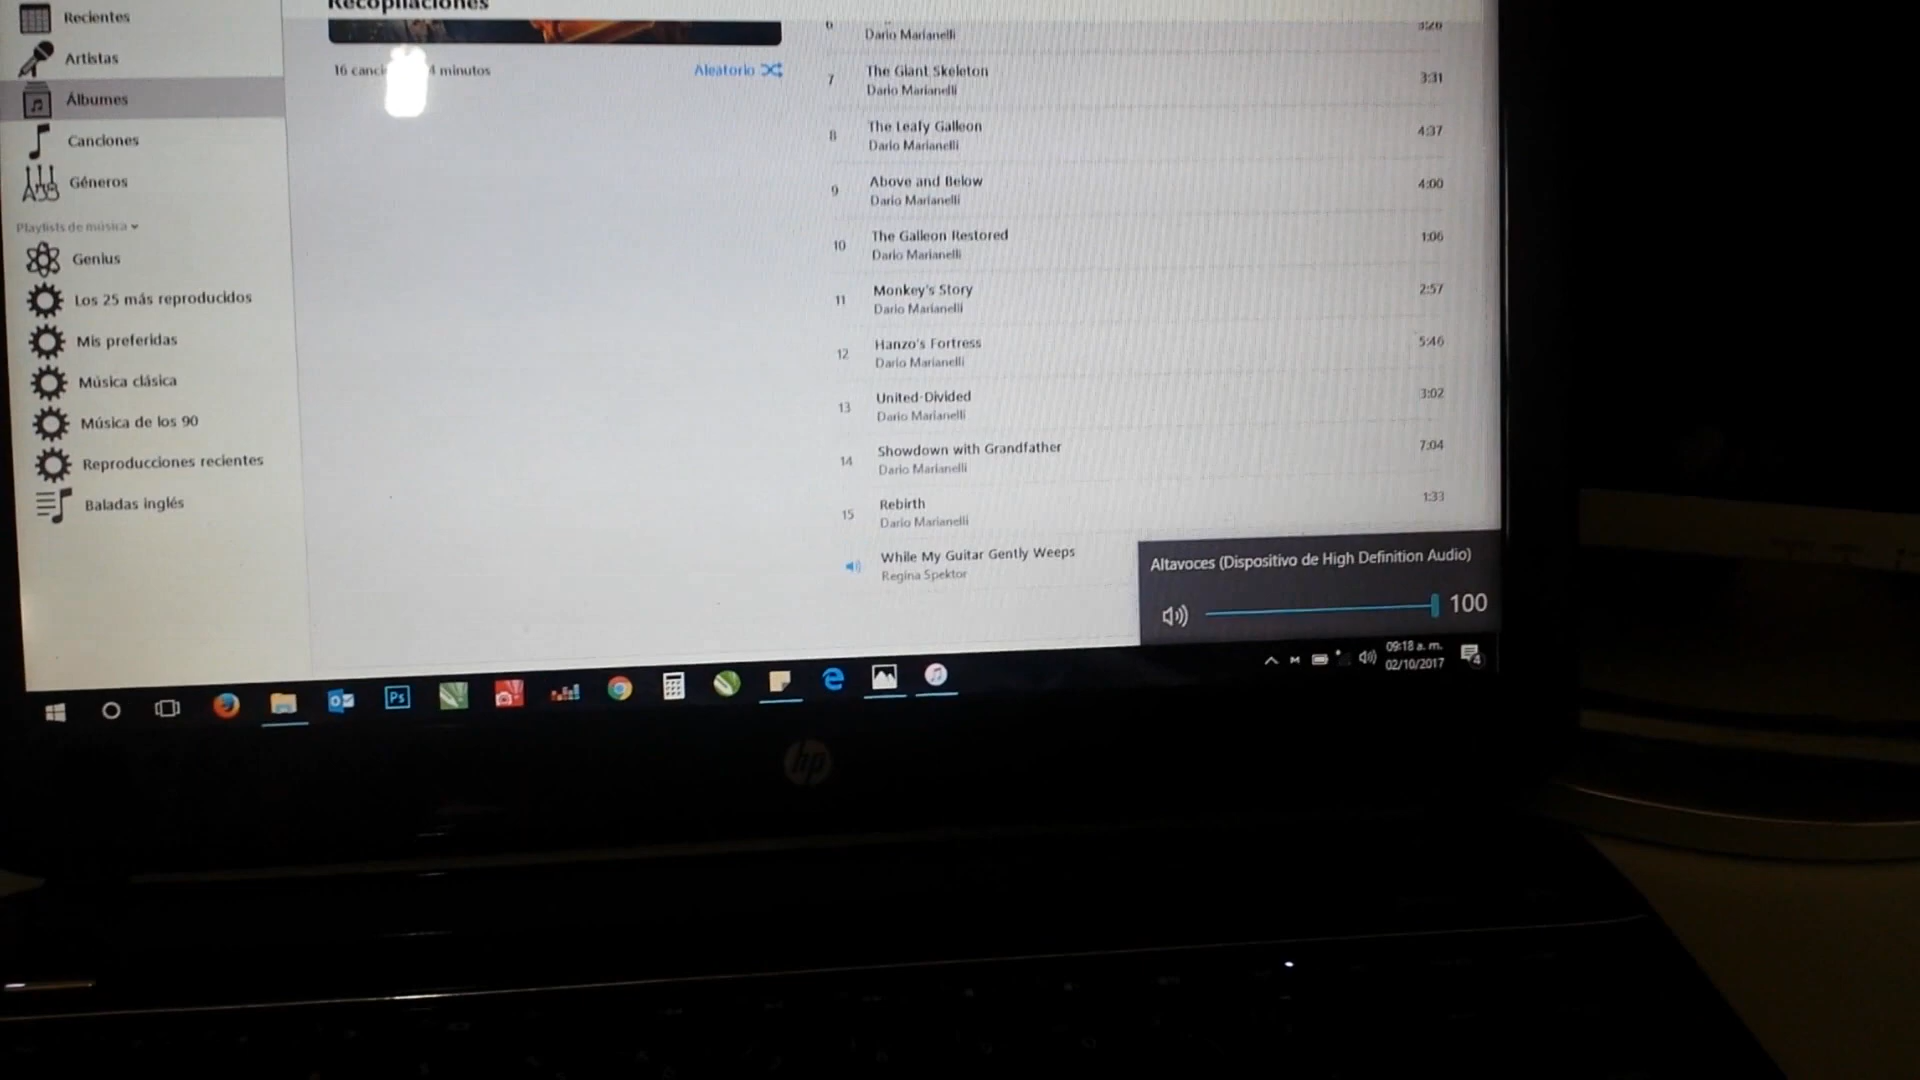 Recientes
Artistas
Álbumes
Canciones
Géneros
Playlists de música
Genius
Los 25 más reproducidos
Mis preferidas
Música clásica
Música de los 90
Reproducciones recientes
Baladas inglés
Recopilaciones
16 minutos
Aleatorio
6
Dario Marianelli
3:26
7 The Giant Skeleton 3:31
Dario Marianelli
8 The Leafy Galleon 4:37
Dario Marianelli
9 Above and Below 4:00
Dario Marianelli
10 The Galleon Restored 1:06
Dario Marianelli
11 Monkey's Story 2:57
Dario Marianelli
12 Hanzo's Fortress 5:46
Dario Marianelli
13 United-Divided 3:02
Dario Marianelli
14 Showdown with Grandfather 7:04
Dario Marianelli
15 Rebirth 1:33
Dario Marianelli
While My Guitar Gently Weeps
Regina Spektor
Altavoces (Dispositivo de High Definition Audio)
100
09:18 a. m.
02/10/2017
4
Ps
hp